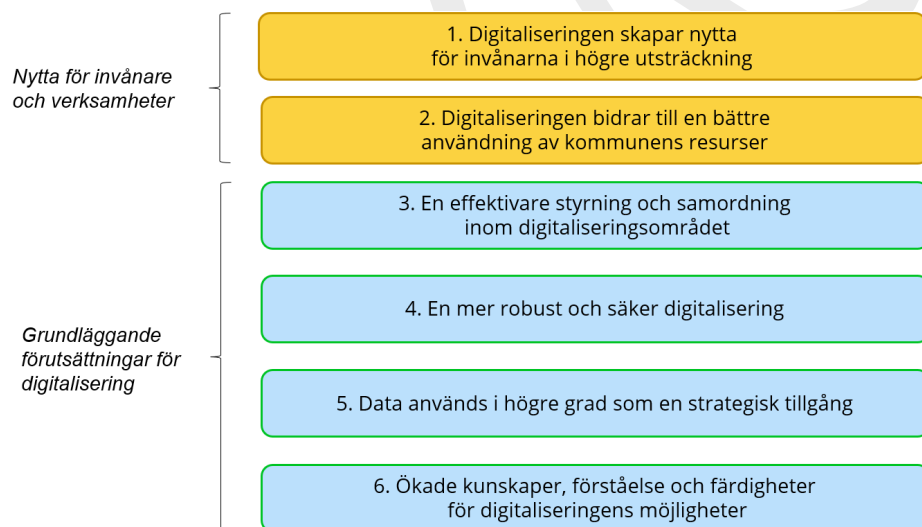 Nytta för invånare
och verksamheter
1. Digitaliseringen skapar nytta
för invånarna i högre utsträckning
2. Digitaliseringen bidrar till en bättre
användning av kommunens resurser
Grundläggande
förutsättningar för
digitalisering
3. En effektivare styrning och samordning
inom digitaliseringsområdet
4. En mer robust och säker digitalisering
5. Data används i högre grad som en strategisk tillgång
6. Ökade kunskaper, förståelse och färdigheter
för digitaliseringens möjligheter